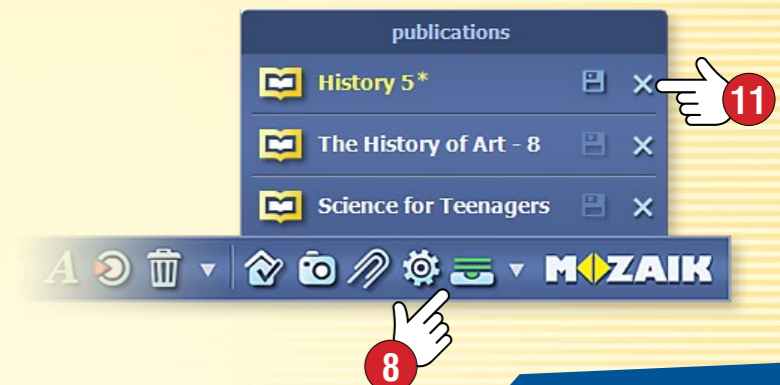 publications
History 5*
11
The History of Art - 8
Science for Teenagers
A
MOZAIK
8